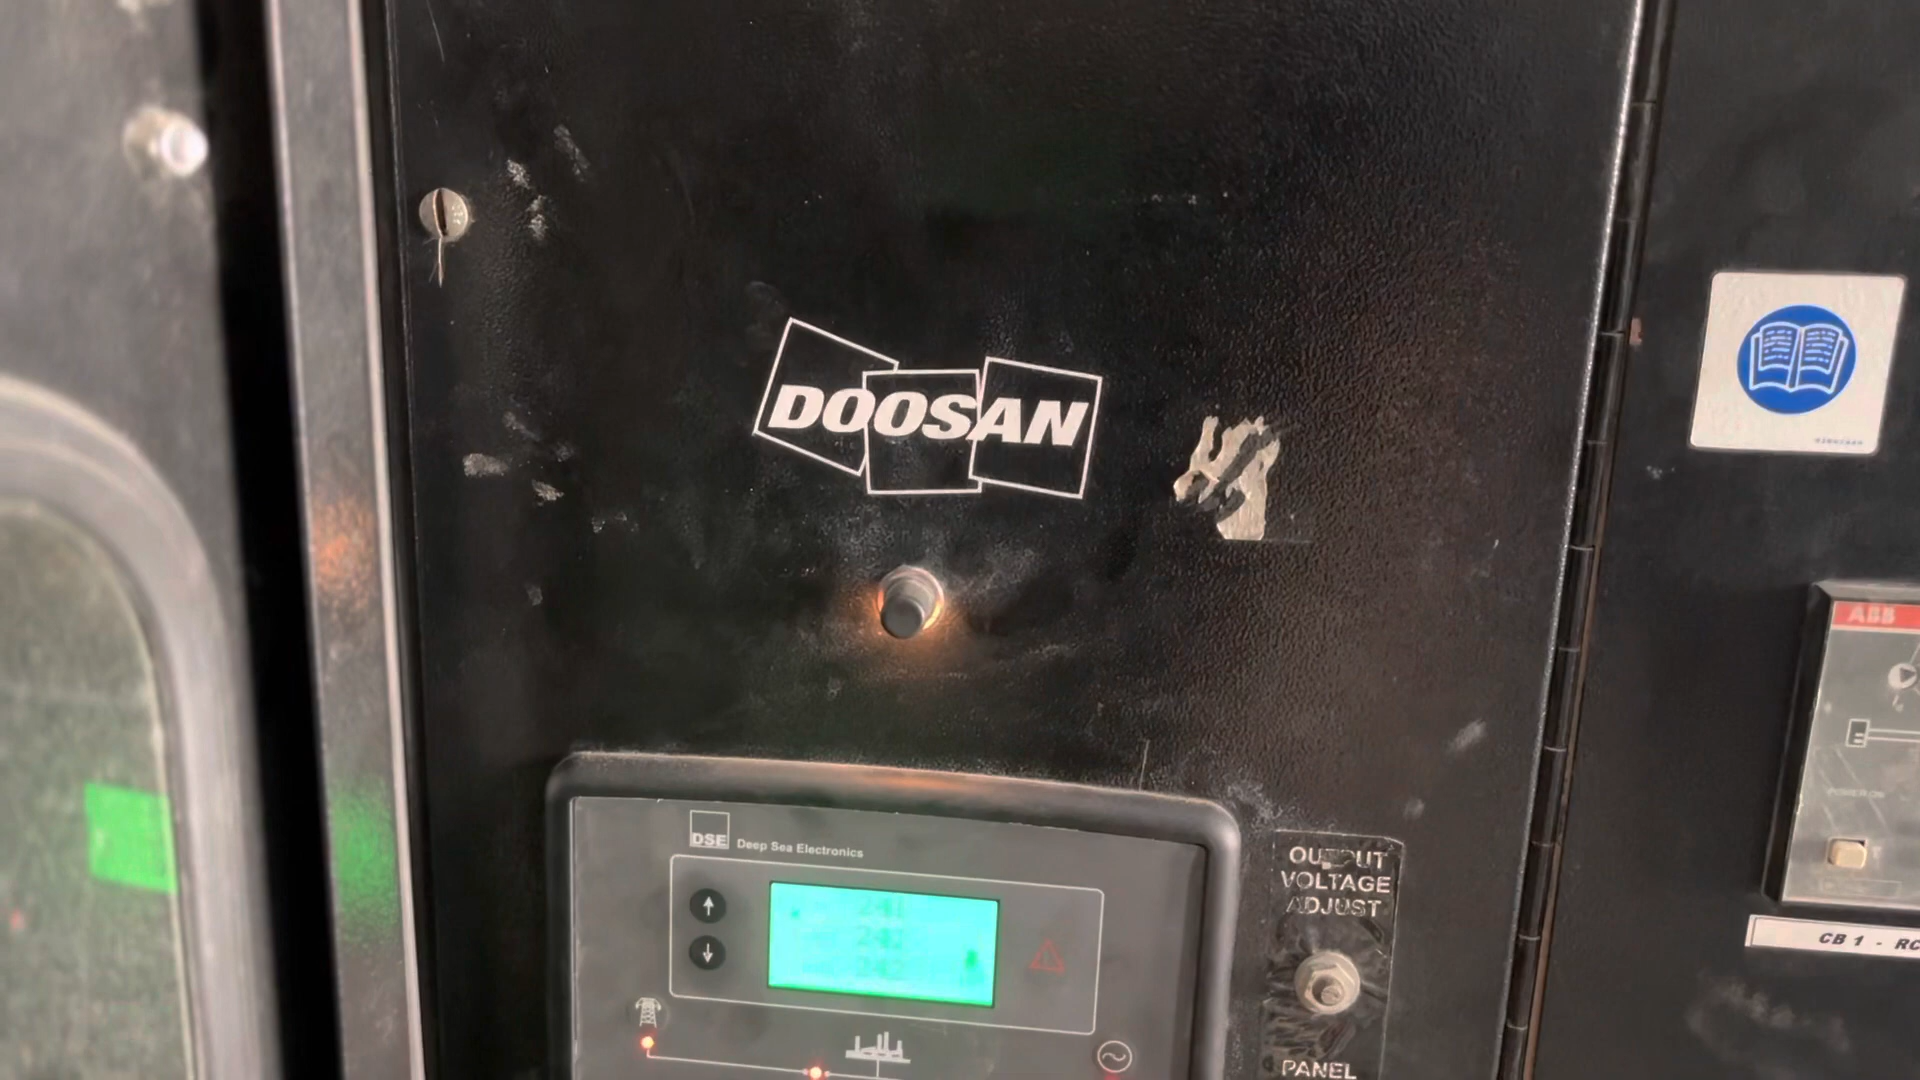 DOOSAN
ABB
DSE Deep Sea Electronics
OUTPUT
VOLTAGE
ADJUST
241
242
242
CB 1 - RC
PANEL